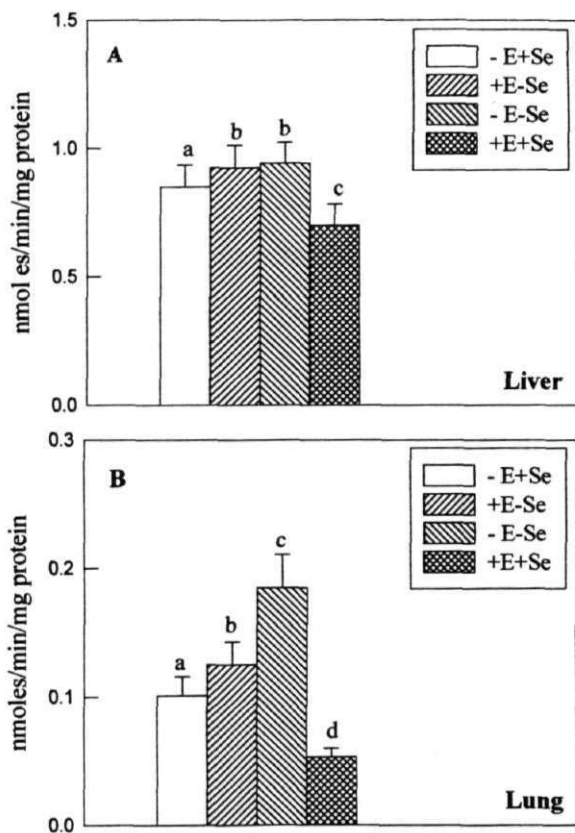 1.5
A
- E+Se
+E-Se
- E-Se
+E+Se
a
b
b
c
1.0
0.5
0.0
nmol es/min/mg protein
Liver
0.3
B
- E+Se
+E-Se
- E-Se
+E+Se
a
b
c
d
0.2
0.1
0.0
nmoles/min/mg protein
Lung